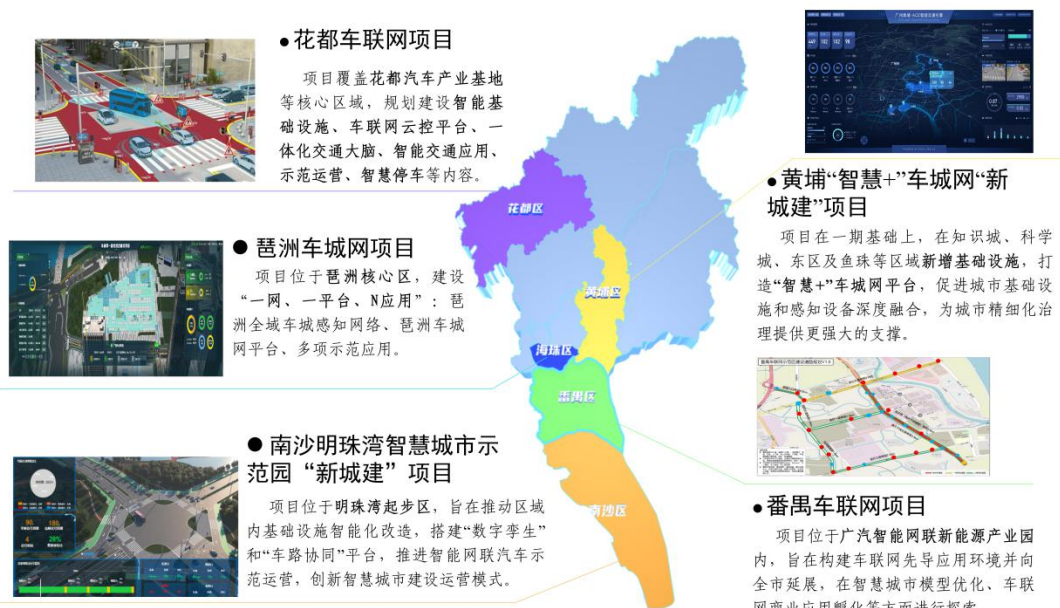 ●花都车联网项目
项目覆盖花都汽车产业基地
等核心区域，规划建设智能基
础设施、车联网云控平台、一
体化交通大脑、智能交通应用、
示范运营、智慧停车等内容。
●琶洲车城网项目
项目位于琶洲核心区，建设
“一网、一平台、N应用”：琶
洲全域车城感知网络、琶洲车城
网平台、多项示范应用。
●南沙明珠湾智慧城市示
范园“新城建”项目
项目位于明珠湾起步区，旨在推动区域
内基础设施智能化改造，搭建“数字孪生”
和“车路协同”平台，推进智能网联汽车示
范运营，创新智慧城市建设运营模式。
花都区
黄埔区
海珠区
番禺区
南沙区
●黄埔“智慧+”车城网“新
城建”项目
项目在一期基础上，在知识城、科学
城、东区及鱼珠等区域新增基础设施，打
造“智慧+”车城网平台，促进城市基础设
施和感知设备深度融合，为城市精细化治
理提供更强大的支撑。
●番禺车联网项目
项目位于广汽智能网联新能源产业园
内，旨在构建车联网先导应用环境并向
全市延展，在智慧城市模型优化、车联
网商业应用孵化等方面进行探索